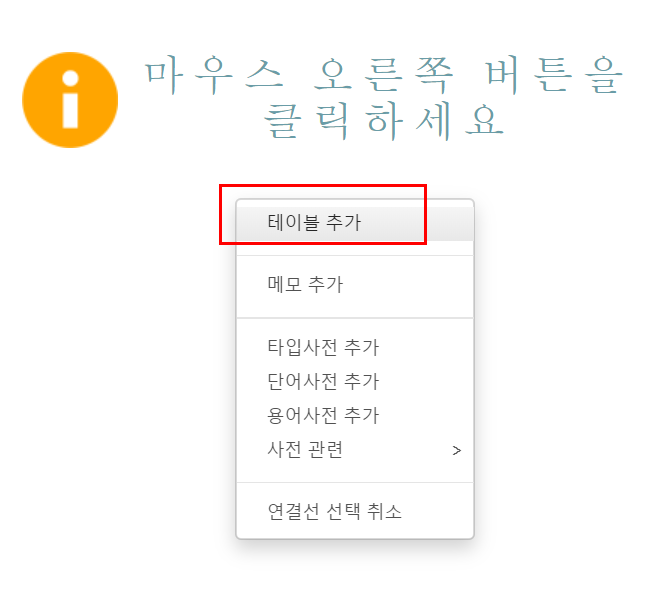 마우스 오른쪽 버튼을
클릭하세요
테이블 추가
메모 추가
타입사전 추가
단어사전 추가
용어사전 추가
사전 관련 >
연결선 선택 취소